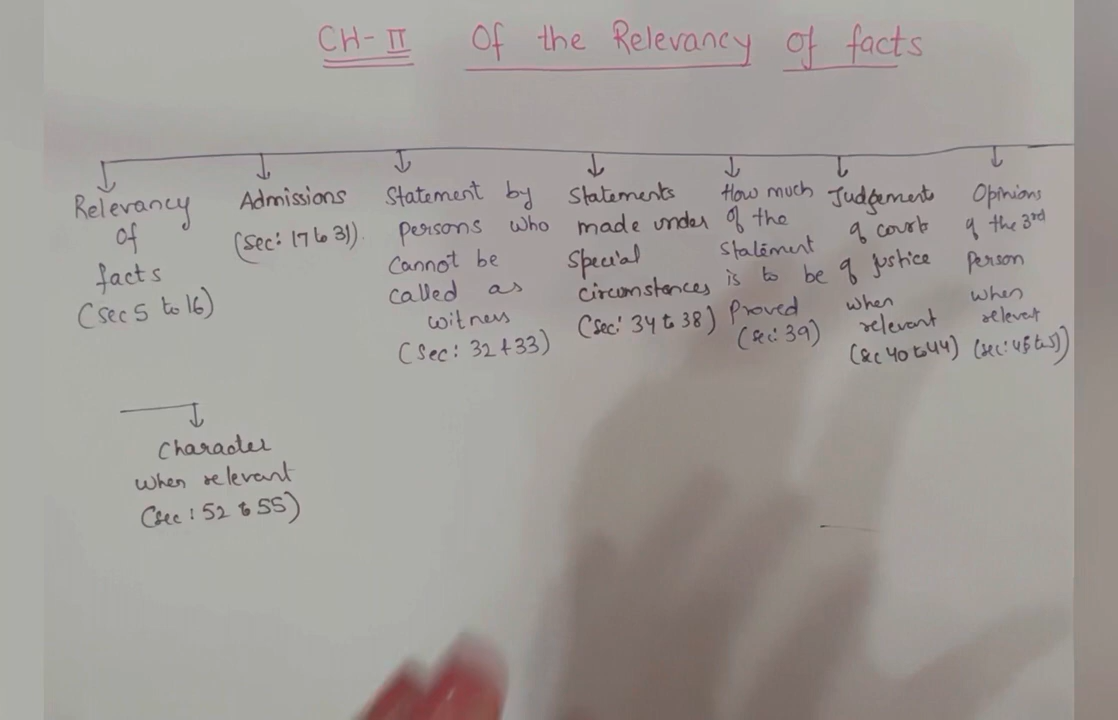 CH-II Of the Relevancy of facts
Relevancy
of
facts
(sec 5 to 16)
Admissions
(sec: 17 to 31).
Statement by
persons who
cannot be
called as
witness
(sec: 32 + 33)
Statements
made under
special
circumstances
(sec: 34 to 38)
How much
of the
statement
is to be
Proved
(sec: 39)
Judgements
of courts
of justice
when
relevant
(sec 40 to 44)
Opinions
of the 3rd
person
when
relevant
(sec: 45 to 51)
Character
when relevant
(sec: 52 to 55)